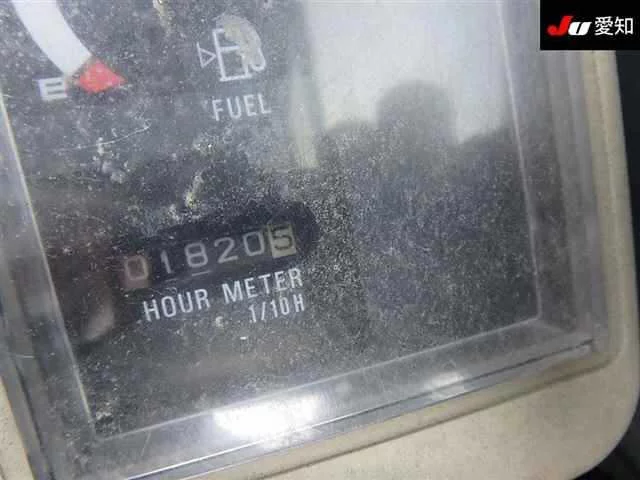 JU 愛知
E
FUEL
018205
HOUR METER
1/10H